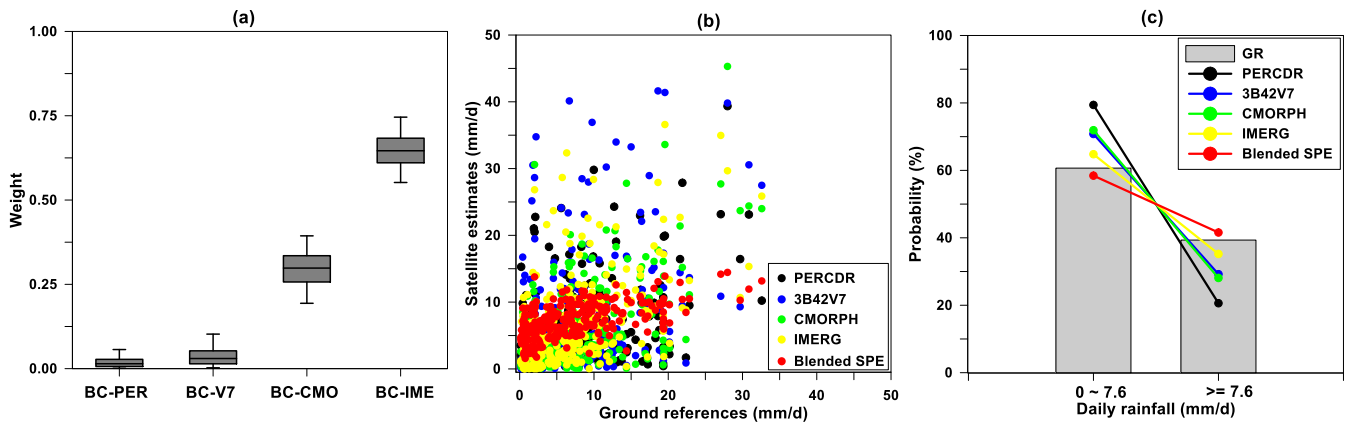 (a)
1.00
0.75
0.50
0.25
0.00
Weight
BC-PER BC-V7 BC-CMO BC-IME
(b)
50
40
30
20
10
0
Satellite estimates (mm/d)
PERCDR
3B42V7
CMORPH
IMERG
Blended SPE
0 10 20 30 40 50
Ground references (mm/d)
(c)
100
80
60
40
20
0
Probability (%)
GR
PERCDR
3B42V7
CMORPH
IMERG
Blended SPE
0 ~ 7.6 >= 7.6
Daily rainfall (mm/d)